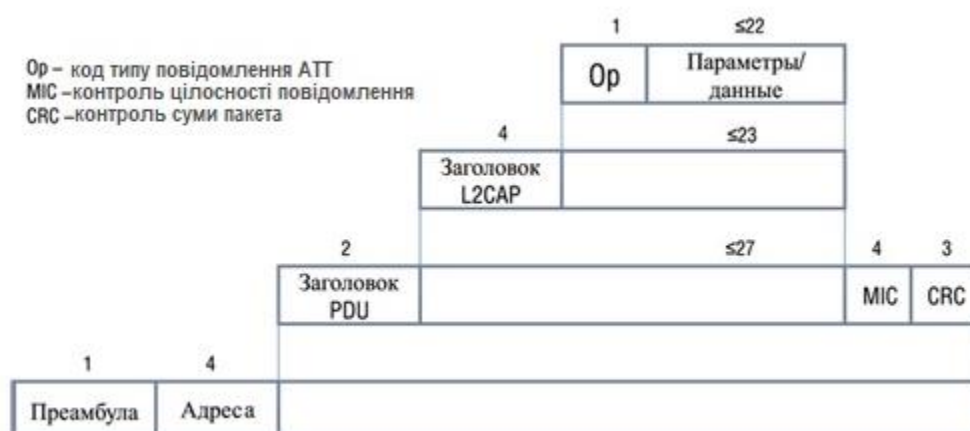 1 ≤22
Op – код типу повідомлення АТТ
MIC –контроль цілосності повідомлення
CRC –контроль суми пакета
Op
Параметры/
данные
4 ≤23
Заголовок
L2CAP
2 ≤27 4 3
Заголовок
PDU
MIC
CRC
1 4
Преамбула
Адреса